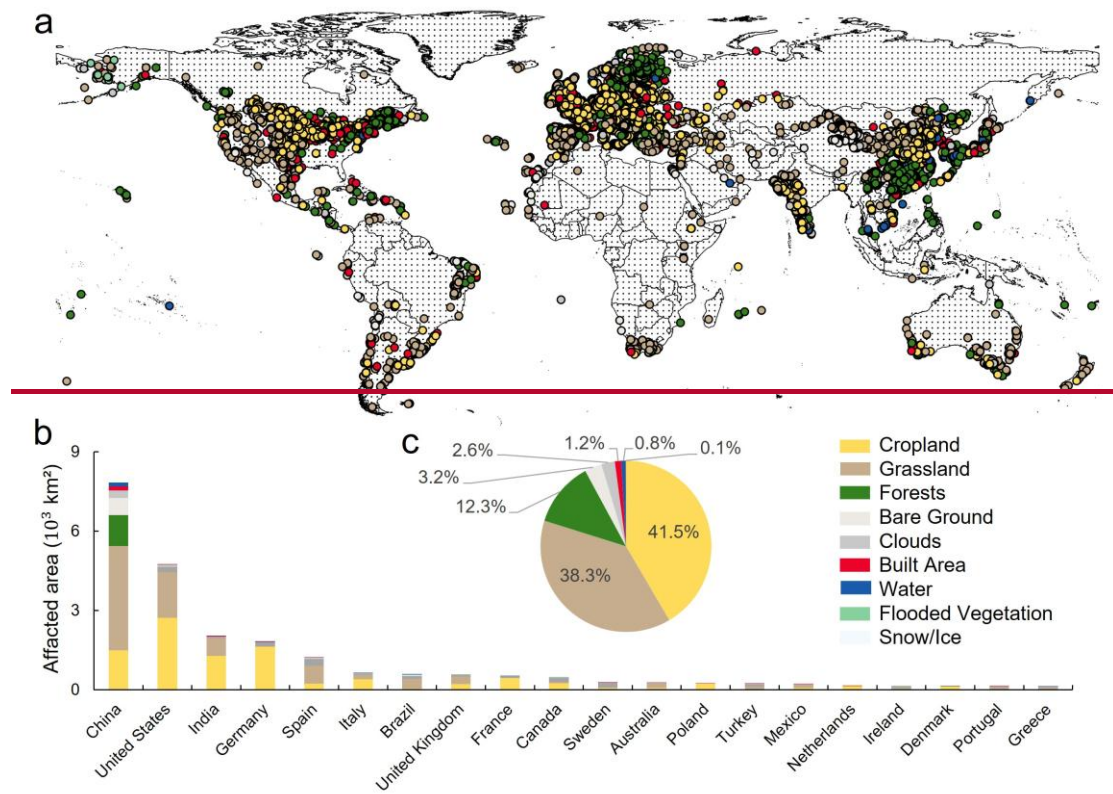 a
b
c
9
6
3
0
Affacted area (10³ km²)
China
United States
India
Germany
Spain
Italy
Brazil
United Kingdom
France
Canada
Sweden
Australia
Poland
Turkey
Mexico
Netherlands
Ireland
Denmark
Portugal
Greece
2.6%
1.2%
0.8%
0.1%
3.2%
12.3%
41.5%
38.3%
Cropland
Grassland
Forests
Bare Ground
Clouds
Built Area
Water
Flooded Vegetation
Snow/Ice